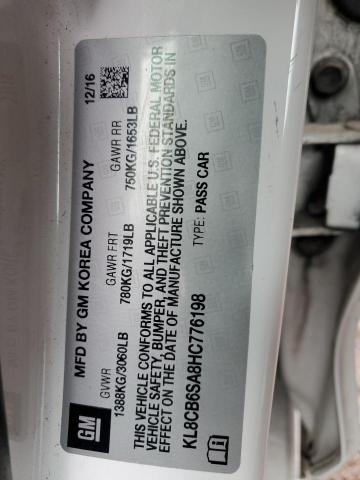 GM
MFD BY GM KOREA COMPANY 12/16
GVWR GAWR FRT GAWR RR
1388KG/3060LB 780KG/1719LB 750KG/1653LB
THIS VEHICLE CONFORMS TO ALL APPLICABLE U.S. FEDERAL MOTOR
VEHICLE SAFETY, BUMPER, AND THEFT PREVENTION STANDARDS IN
EFFECT ON THE DATE OF MANUFACTURE SHOWN ABOVE.
KL8CB6SA8HC776198 TYPE: PASS CAR